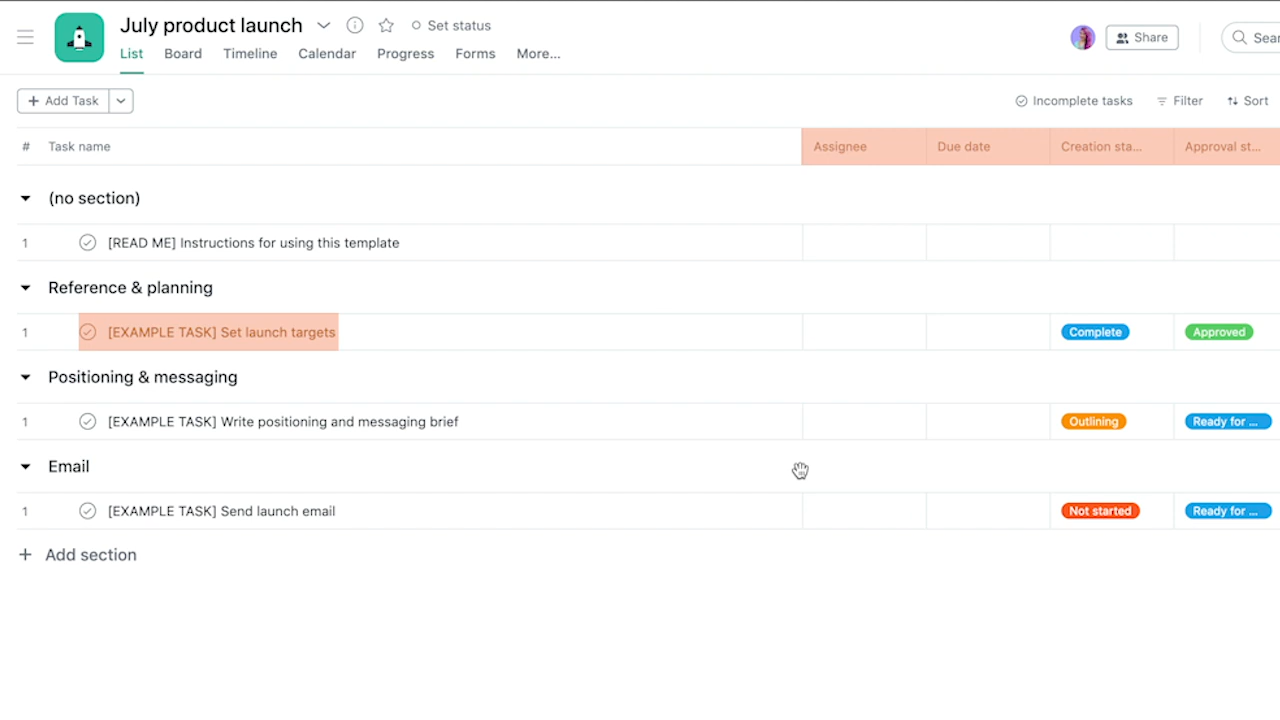 July product launch Set status
List Board Timeline Calendar Progress Forms More...
Share Sear
+ Add Task Incomplete tasks Filter Sort
# Task name Assignee Due date Creation sta... Approval st...
(no section)
1 [READ ME] Instructions for using this template
Reference & planning
1 [EXAMPLE TASK] Set launch targets Complete Approved
Positioning & messaging
1 [EXAMPLE TASK] Write positioning and messaging brief Outlining Ready for ...
Email
1 [EXAMPLE TASK] Send launch email Not started Ready for ...
+ Add section